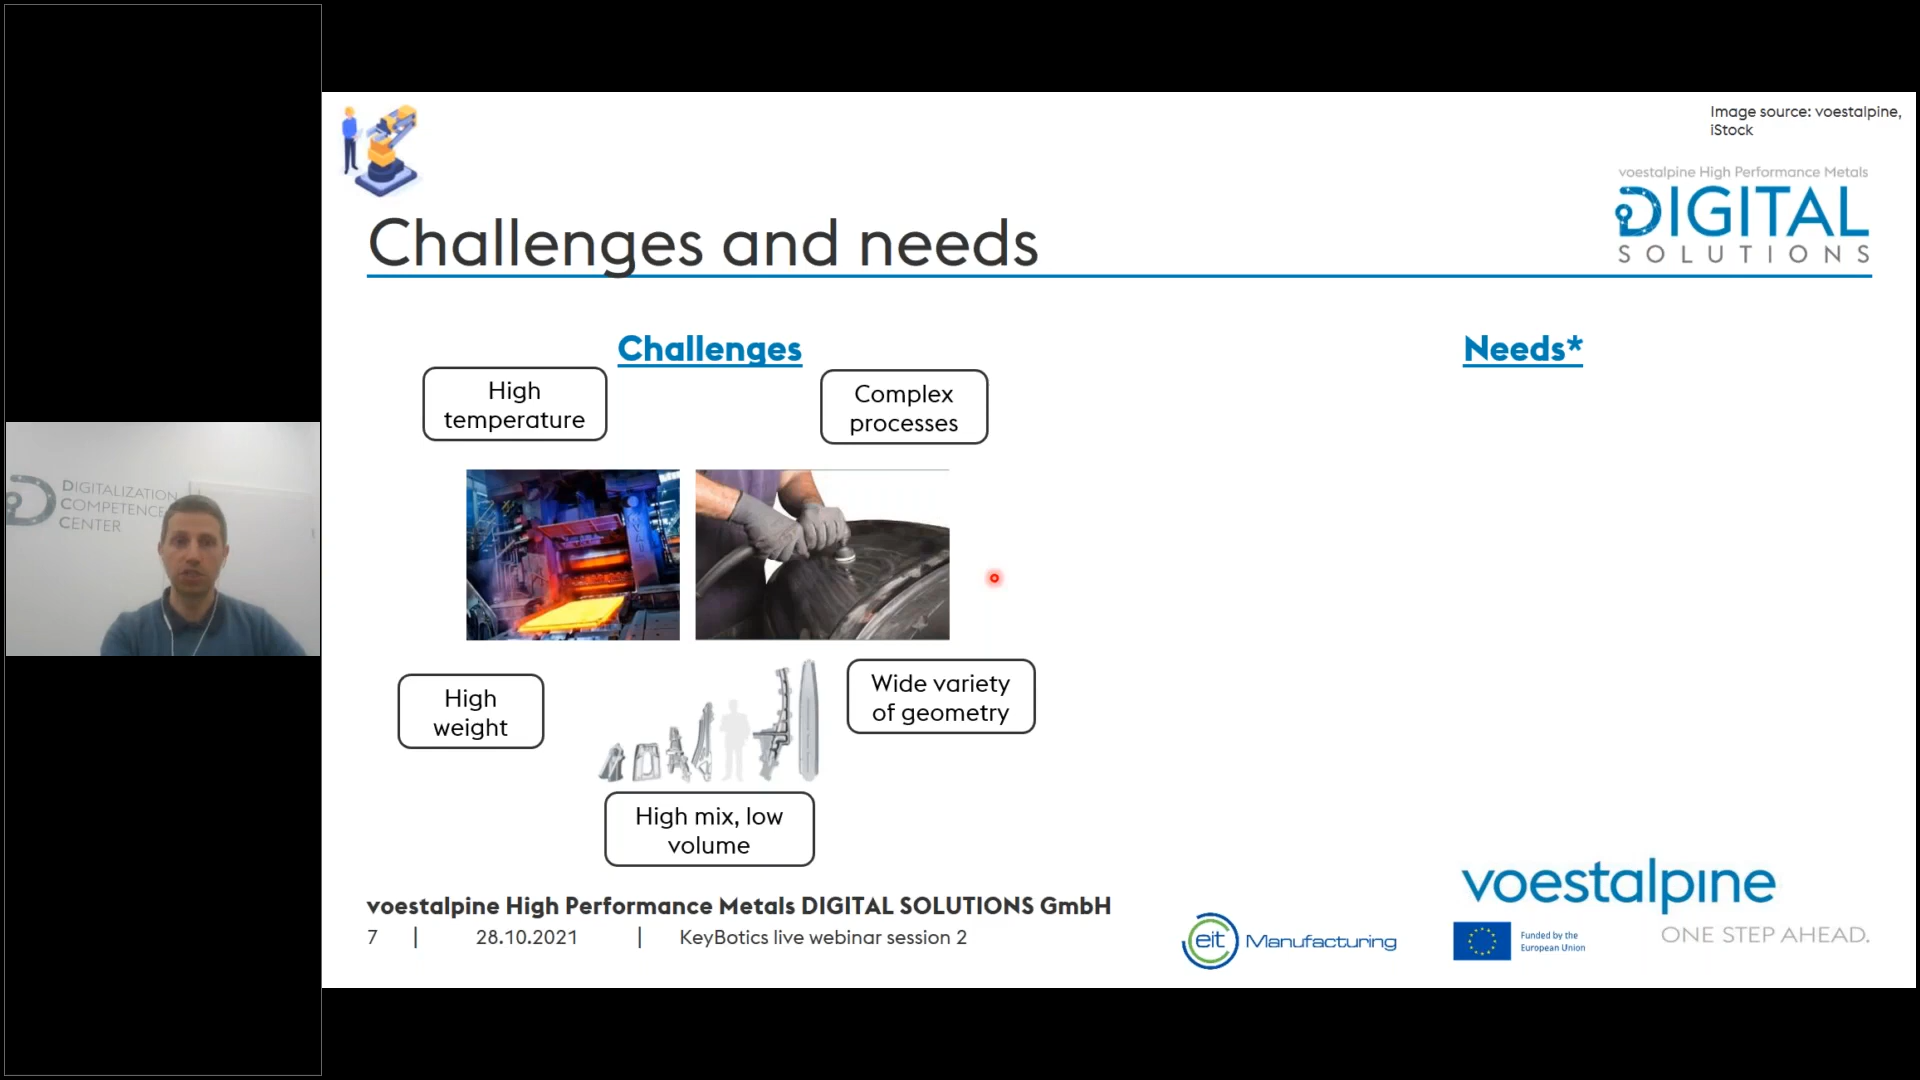 Image source: voestalpine,
iStock
voestalpine High Performance Metals
DIGITAL
SOLUTIONS
Challenges and needs
Challenges
Needs*
High
temperature
Complex
processes
DIGITALIZATION
COMPETENCE
CENTER
High
weight
Wide variety
of geometry
High mix, low
volume
voestalpine High Performance Metals DIGITAL SOLUTIONS GmbH
7 | 28.10.2021 | KeyBotics live webinar session 2
eit Manufacturing
Funded by the
European Union
voestalpine
ONE STEP AHEAD.